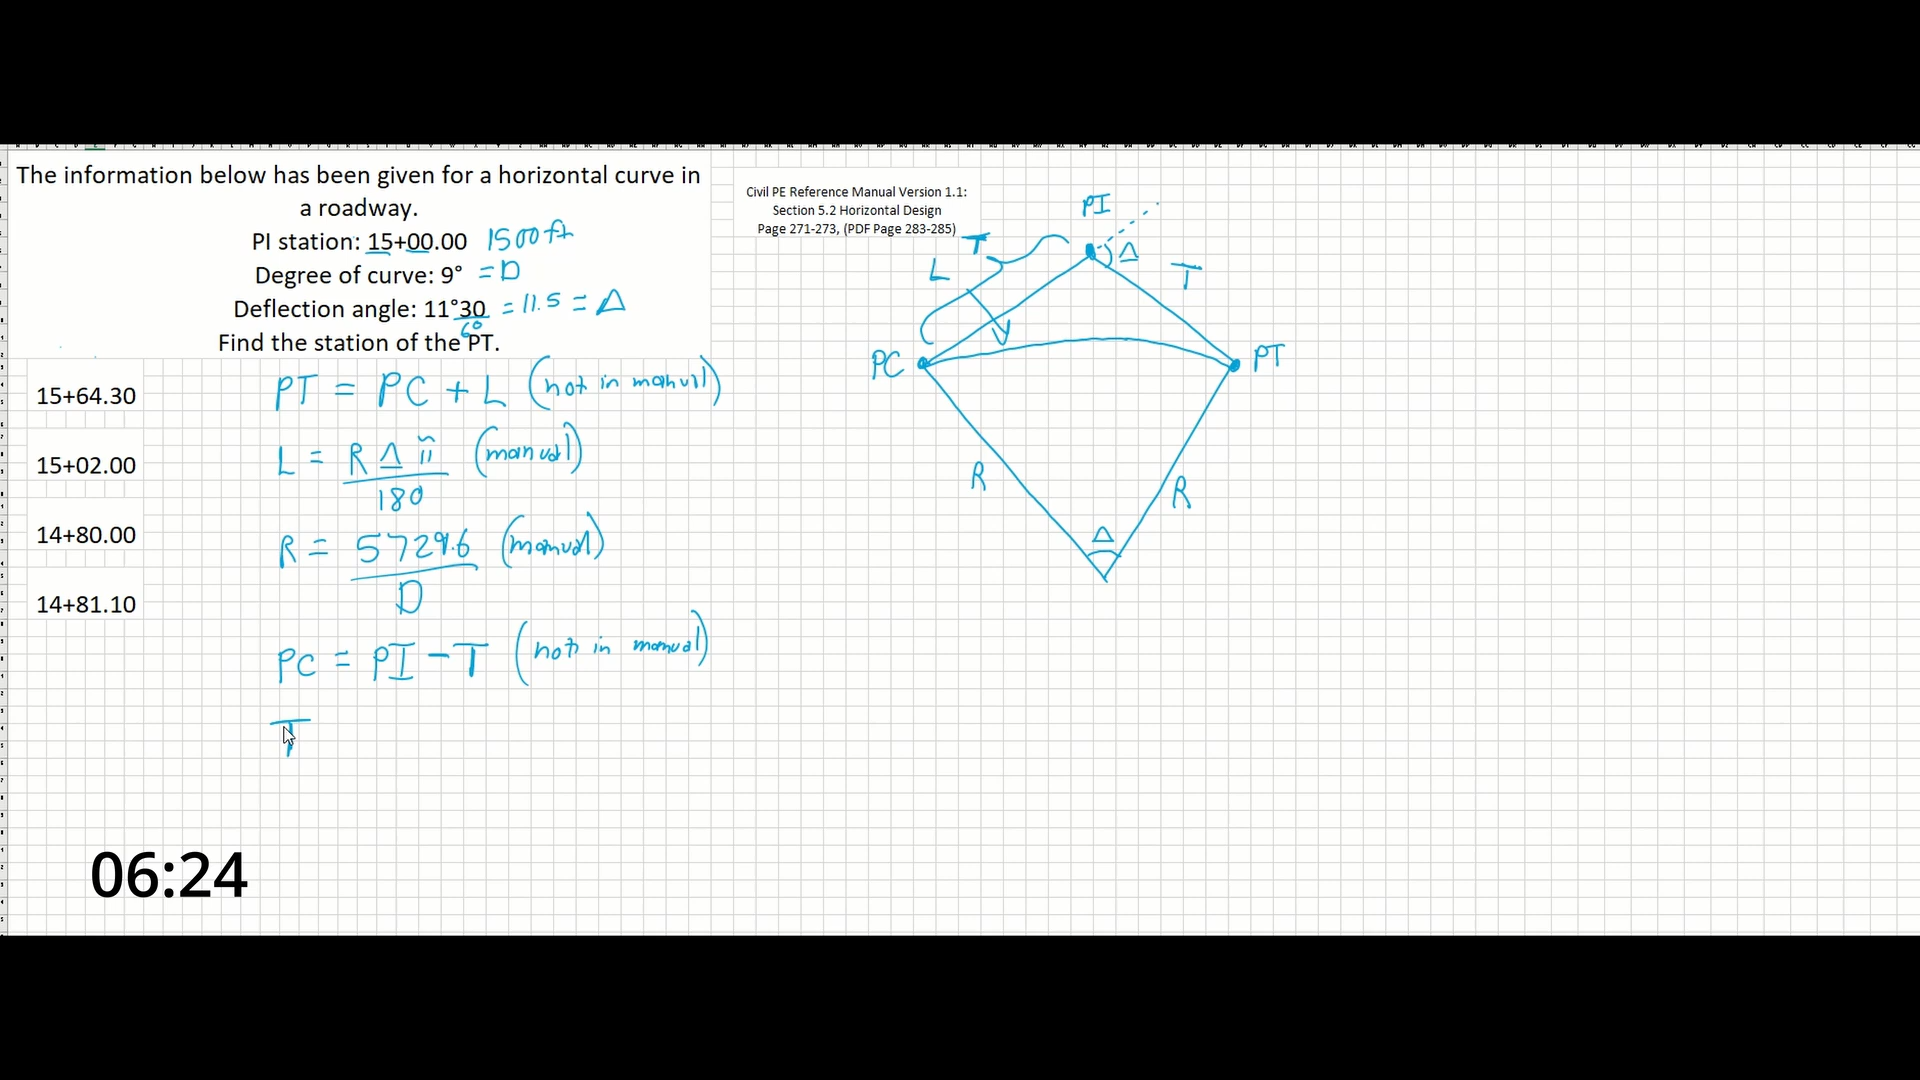 The information below has been given for a horizontal curve in
a roadway.
PI station: 15+00.00 1500 ft
Degree of curve: 9° = D
Deflection angle: 11°30 = 11.5 = Δ
60
Find the station of the PT.
15+64.30
15+02.00
14+80.00
14+81.10
PT = PC + L (not in manual)
L = R Δ π (manual)
180
R = 5729.6 (manual)
D
PC = PI - T (not in manual)
T
06:24
Civil PE Reference Manual Version 1.1:
Section 5.2 Horizontal Design
Page 271-273, (PDF Page 283-285)
PI
T
L
Δ
T
PC
PT
R
R
Δ